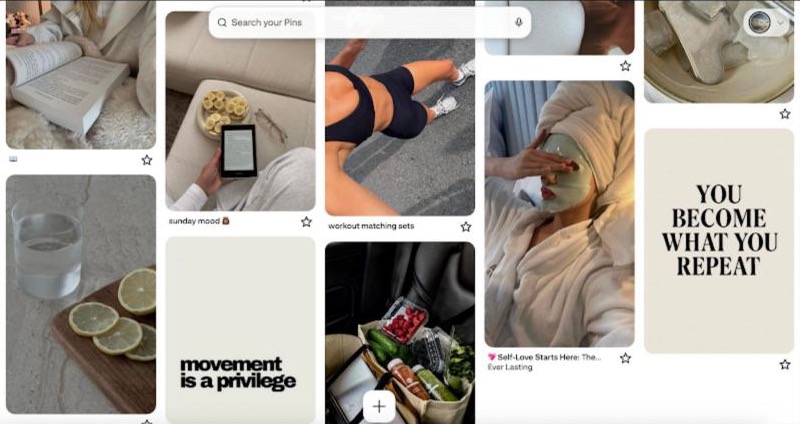 Search your Pins
sunday mood
workout matching sets
movement
is a privilege
Self-Love Starts Here: The...
Ever Lasting
YOU
BECOME
WHAT YOU
REPEAT